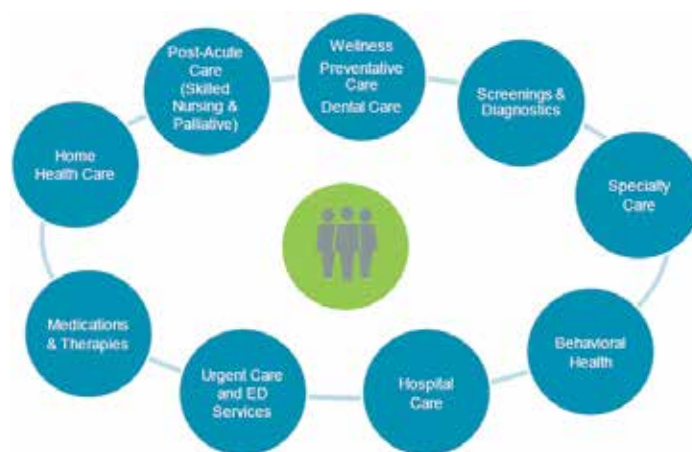 Wellness
Preventative Care
Dental Care
Screenings &
Diagnostics
Specialty
Care
Behavioral
Health
Hospital
Care
Urgent Care
and ED
Services
Medications
& Therapies
Home
Health Care
Post-Acute
Care
(Skilled
Nursing &
Palliative)